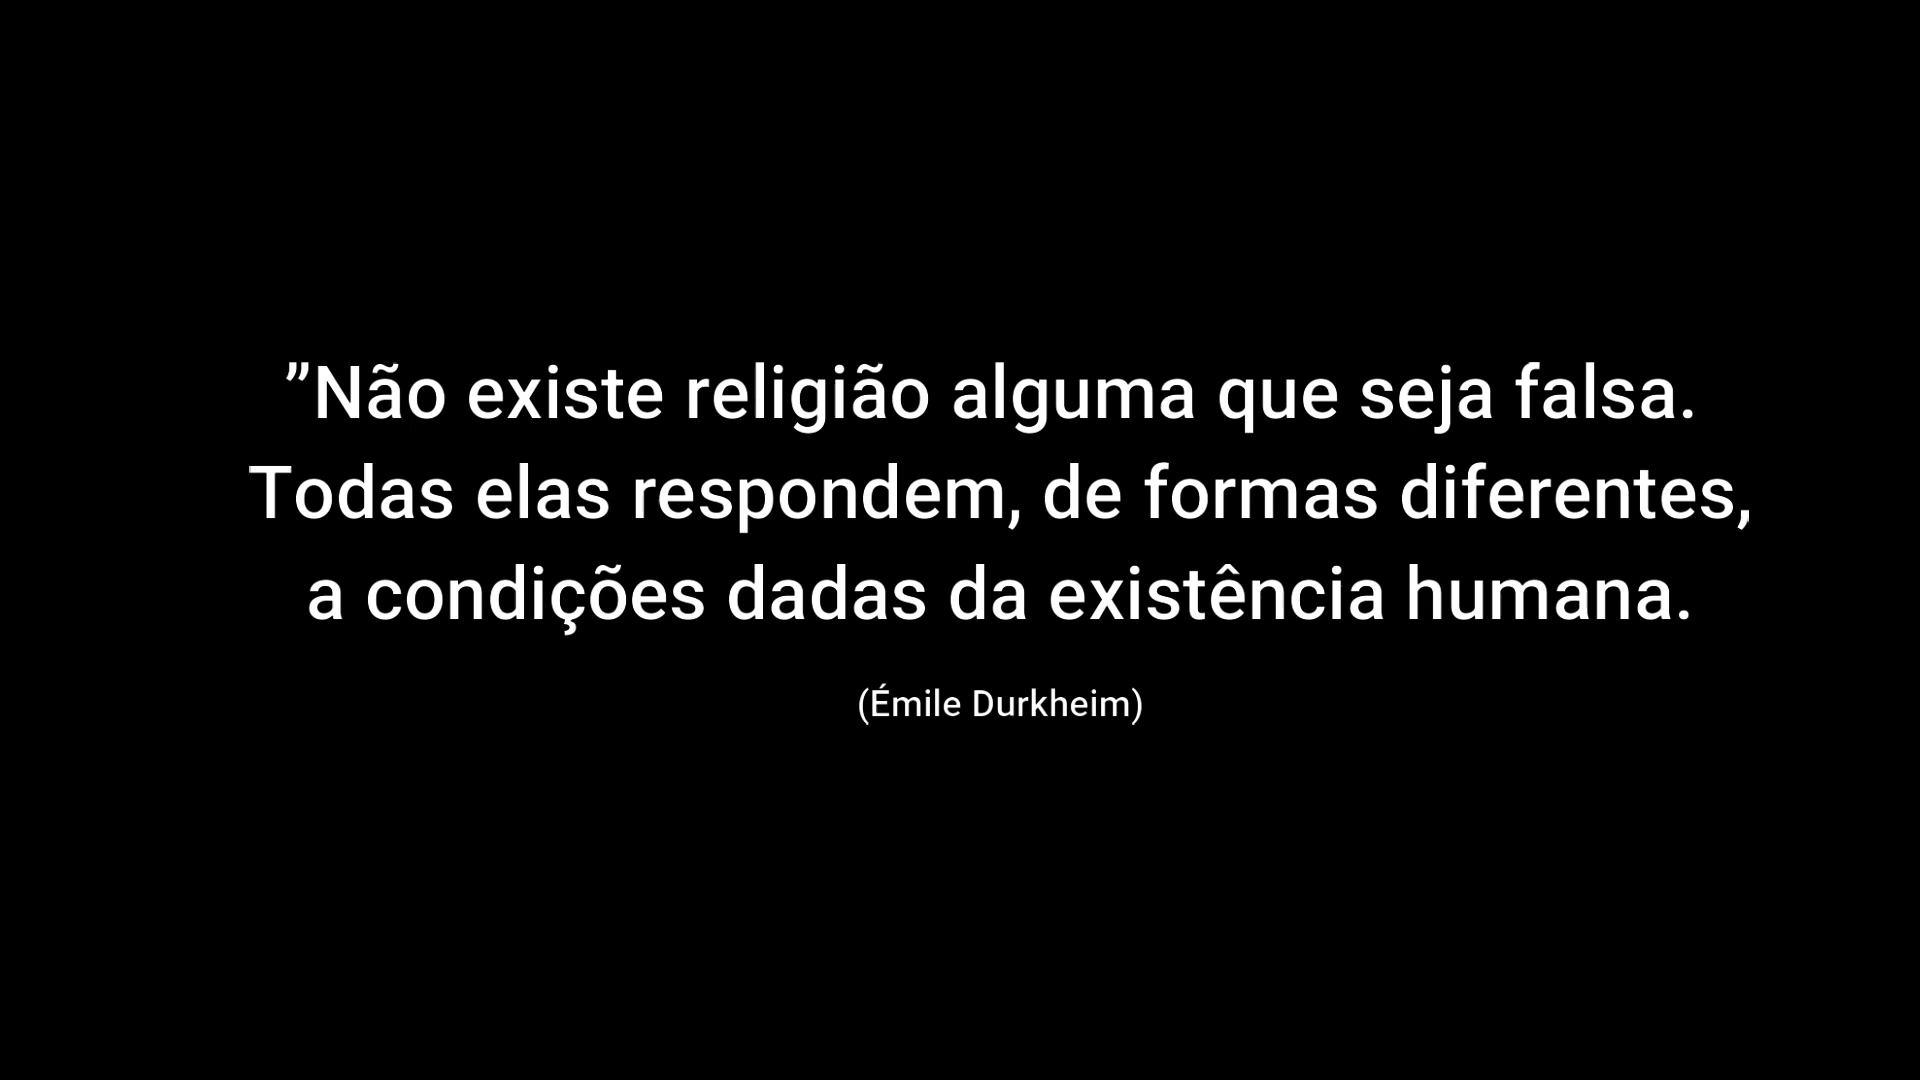 ”Não existe religião alguma que seja falsa.
Todas elas respondem, de formas diferentes,
a condições dadas da existência humana.
(Émile Durkheim)